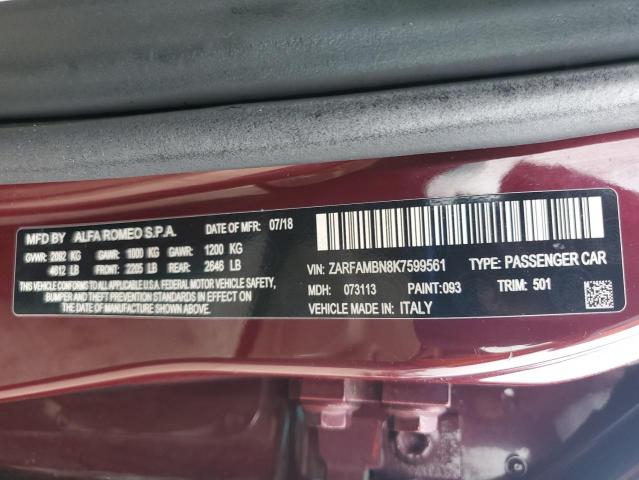 MFD BY ALFA ROMEO S.P.A. DATE OF MFR 07/18
GVWR: 2092 KG GAWR: 1000 KG GAWR: 1200 KG
4612 LB 2205 LB 2646 LB
THIS VEHICLE CONFORMS TO ALL APPLICABLE U.S.A. FEDERAL MOTOR VEHICLE SAFETY,
BUMPER AND THEFT PREVENTION STANDARDS IN EFFECT ON
THE DATE OF MANUFACTURE SHOWN ABOVE.
VIN: ZARFAMBN8K7599561 TYPE: PASSENGER CAR
MDH: 073113 PAINT:093 TRIM: 501
VEHICLE MADE IN: ITALY